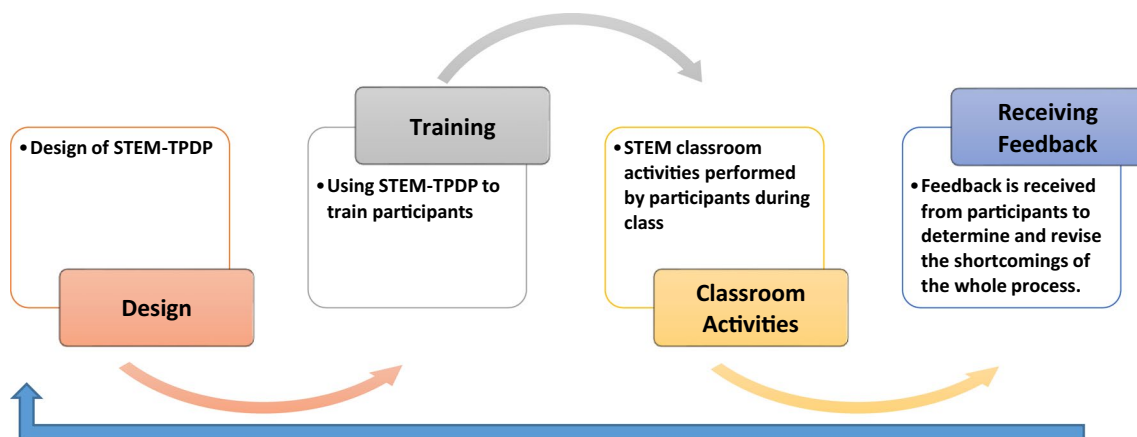 • Design of STEM-TPDP
Design
Training
• Using STEM-TPDP to
train participants
• STEM classroom
activities performed
by participants during
class
Classroom
Activities
Receiving
Feedback
• Feedback is received
from participants to
determine and revise
the shortcomings of
the whole process.